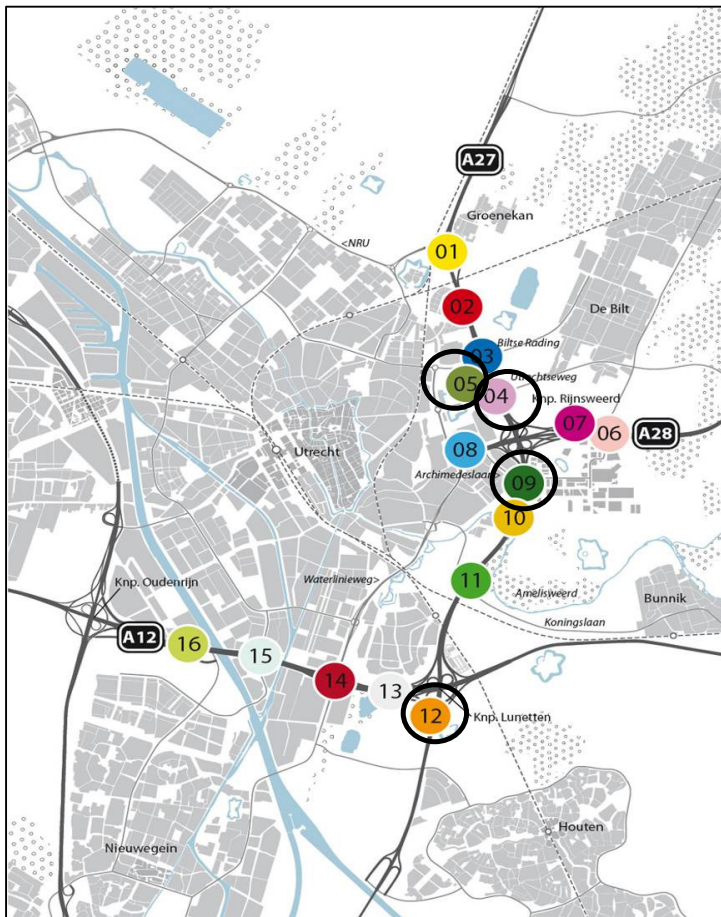 A27
Groenekan
<NRU
01
02
De Bilt
03
Biltse Rading
05
Utrechtseweg
04
Knp. Rijnsweerd
07
06
A28
08
Utrecht
Archimedeslaan>
09
10
Waterlinieweg>
11
Amelisweerd
Knp. Oudenrijn
Bunnik
Koningslaan
A12
16
15
14
13
12
Knp. Lunetten
Houten
Nieuwegein